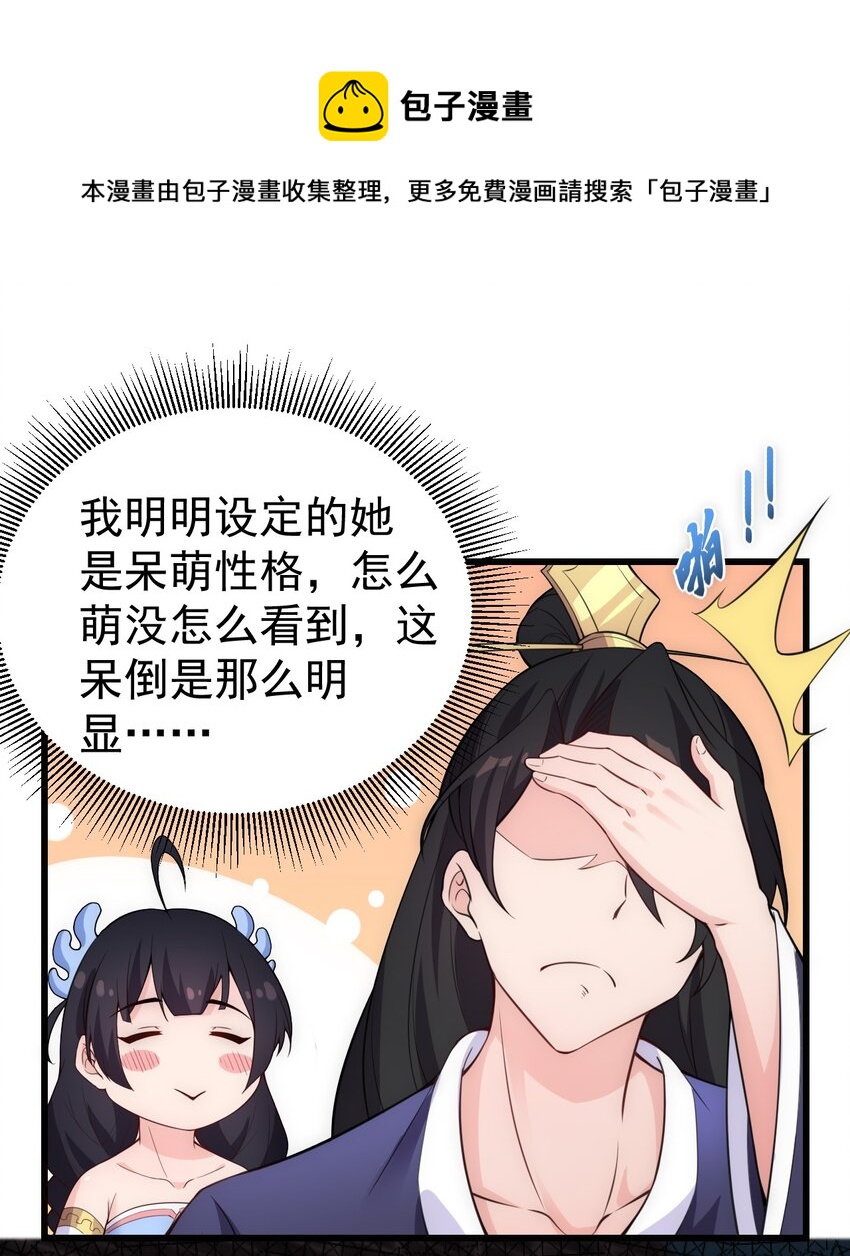 包子漫畫
本漫畫由包子漫畫收集整理，更多免費漫画請搜索「包子漫畫」
啪！！
我明明设定的她
是呆萌性格，怎么
萌没怎么看到，这
呆倒是那么明
显……